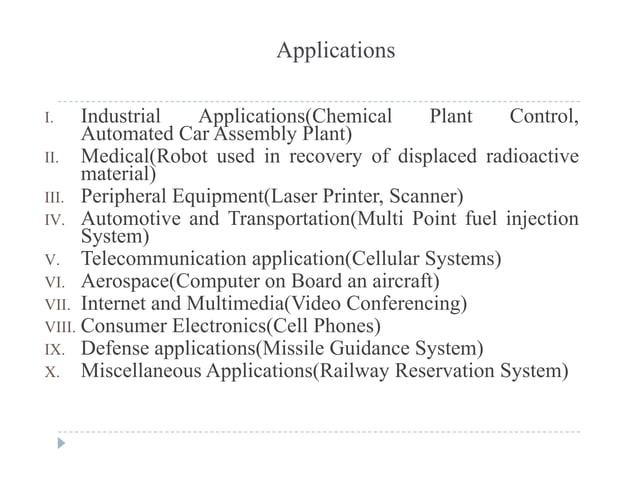 Applications
I. Industrial Applications(Chemical Plant Control,
Automated Car Assembly Plant)
II. Medical(Robot used in recovery of displaced radioactive
material)
III. Peripheral Equipment(Laser Printer, Scanner)
IV. Automotive and Transportation(Multi Point fuel injection
System)
V. Telecommunication application(Cellular Systems)
VI. Aerospace(Computer on Board an aircraft)
VII. Internet and Multimedia(Video Conferencing)
VIII. Consumer Electronics(Cell Phones)
IX. Defense applications(Missile Guidance System)
X. Miscellaneous Applications(Railway Reservation System)